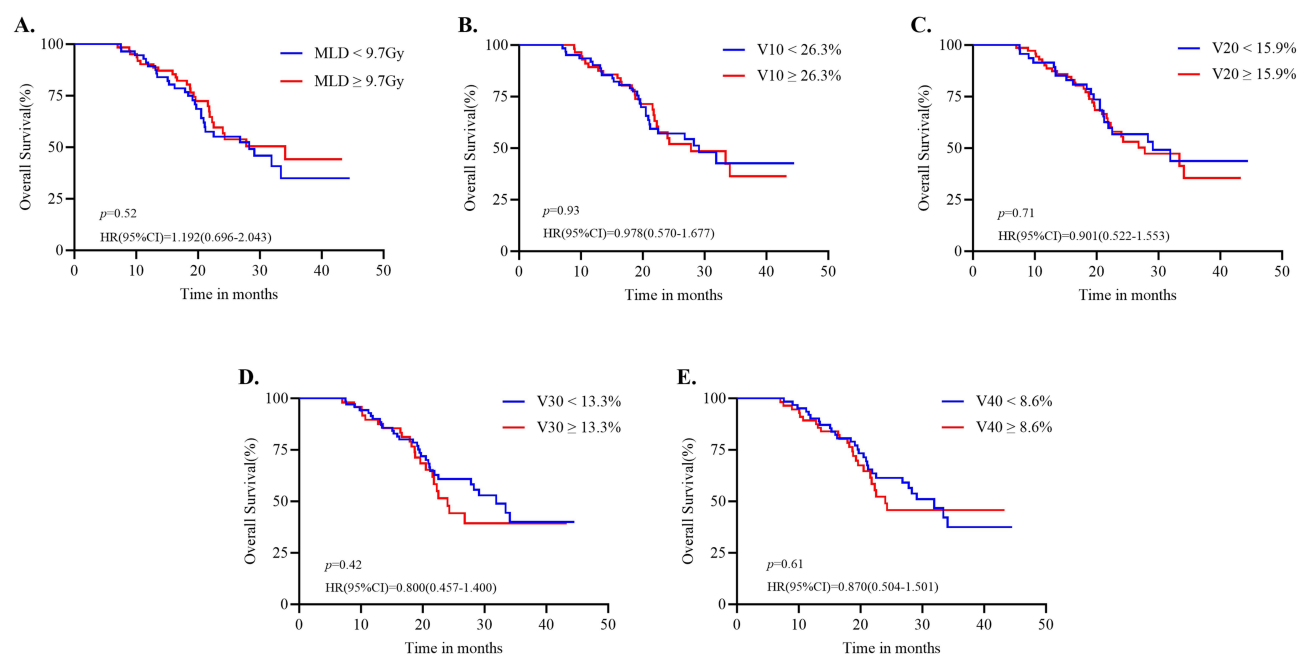 A.
MLD < 9.7Gy
MLD ≥ 9.7Gy
100
75
50
25
0
Overall Survival(%)
p=0.52
HR(95%CI)=1.192(0.696-2.043)
0 10 20 30 40 50
Time in months
B.
V10 < 26.3%
V10 ≥ 26.3%
100
75
50
25
0
Overall Survival(%)
p=0.93
HR(95%CI)=0.978(0.570-1.677)
0 10 20 30 40 50
Time in months
C.
V20 < 15.9%
V20 ≥ 15.9%
100
75
50
25
0
Overall Survival(%)
p=0.71
HR(95%CI)=0.901(0.522-1.553)
0 10 20 30 40 50
Time in months
D.
V30 < 13.3%
V30 ≥ 13.3%
100
75
50
25
0
Overall Survival(%)
p=0.42
HR(95%CI)=0.800(0.457-1.400)
0 10 20 30 40 50
Time in months
E.
V40 < 8.6%
V40 ≥ 8.6%
100
75
50
25
0
Overall Survival(%)
p=0.61
HR(95%CI)=0.870(0.504-1.501)
0 10 20 30 40 50
Time in months